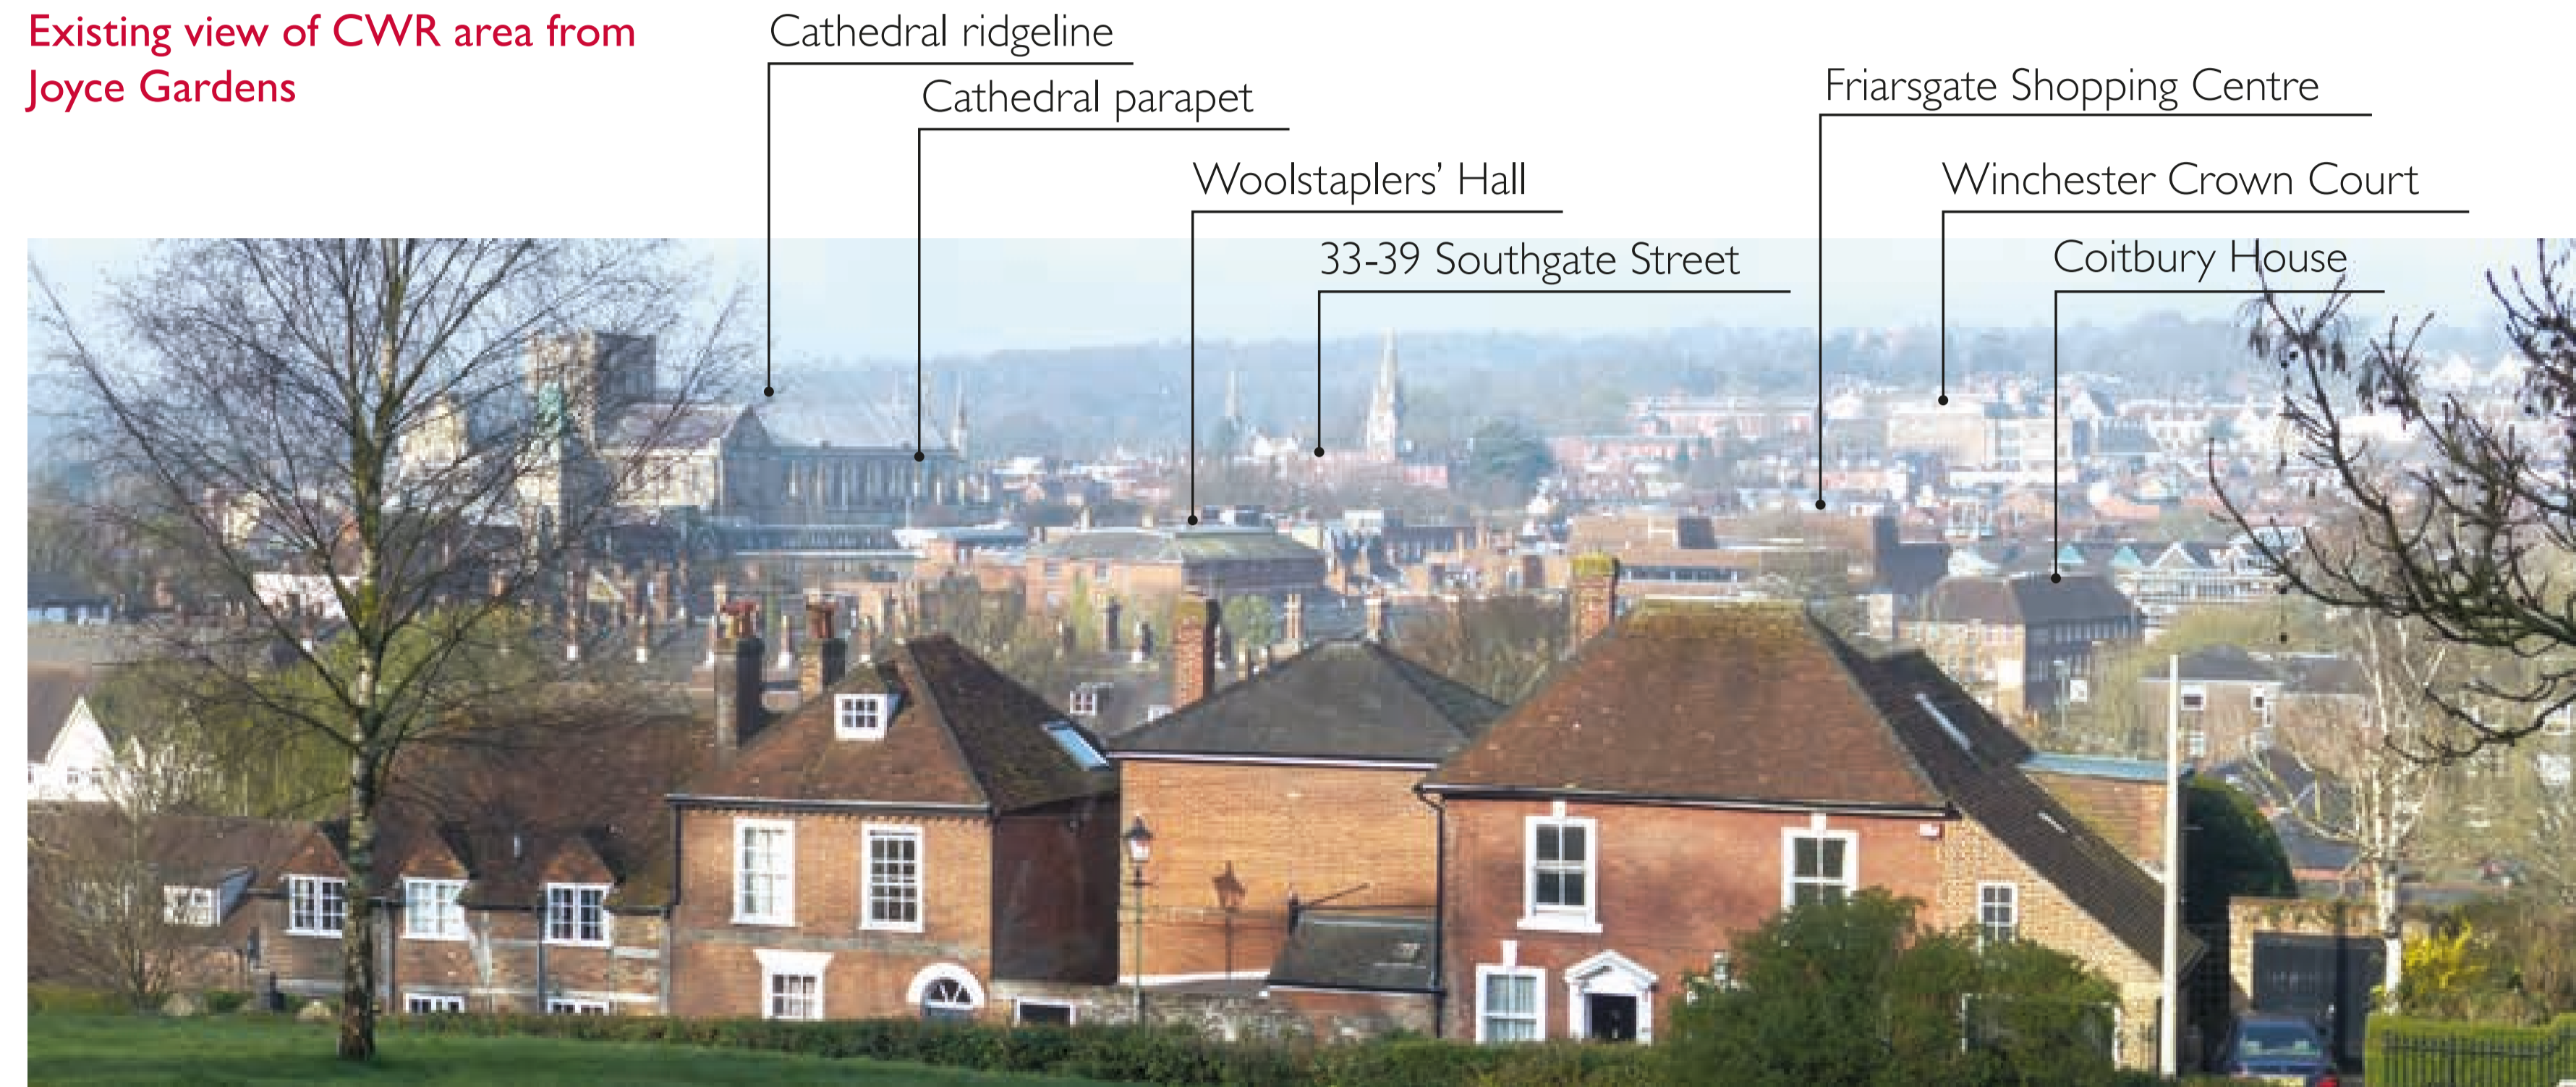 Existing view of CWR area from
Joyce Gardens
Cathedral ridgeline
Cathedral parapet
Woolstaplers’ Hall
33-39 Southgate Street
Friarsgate Shopping Centre
Winchester Crown Court
Coitbury House